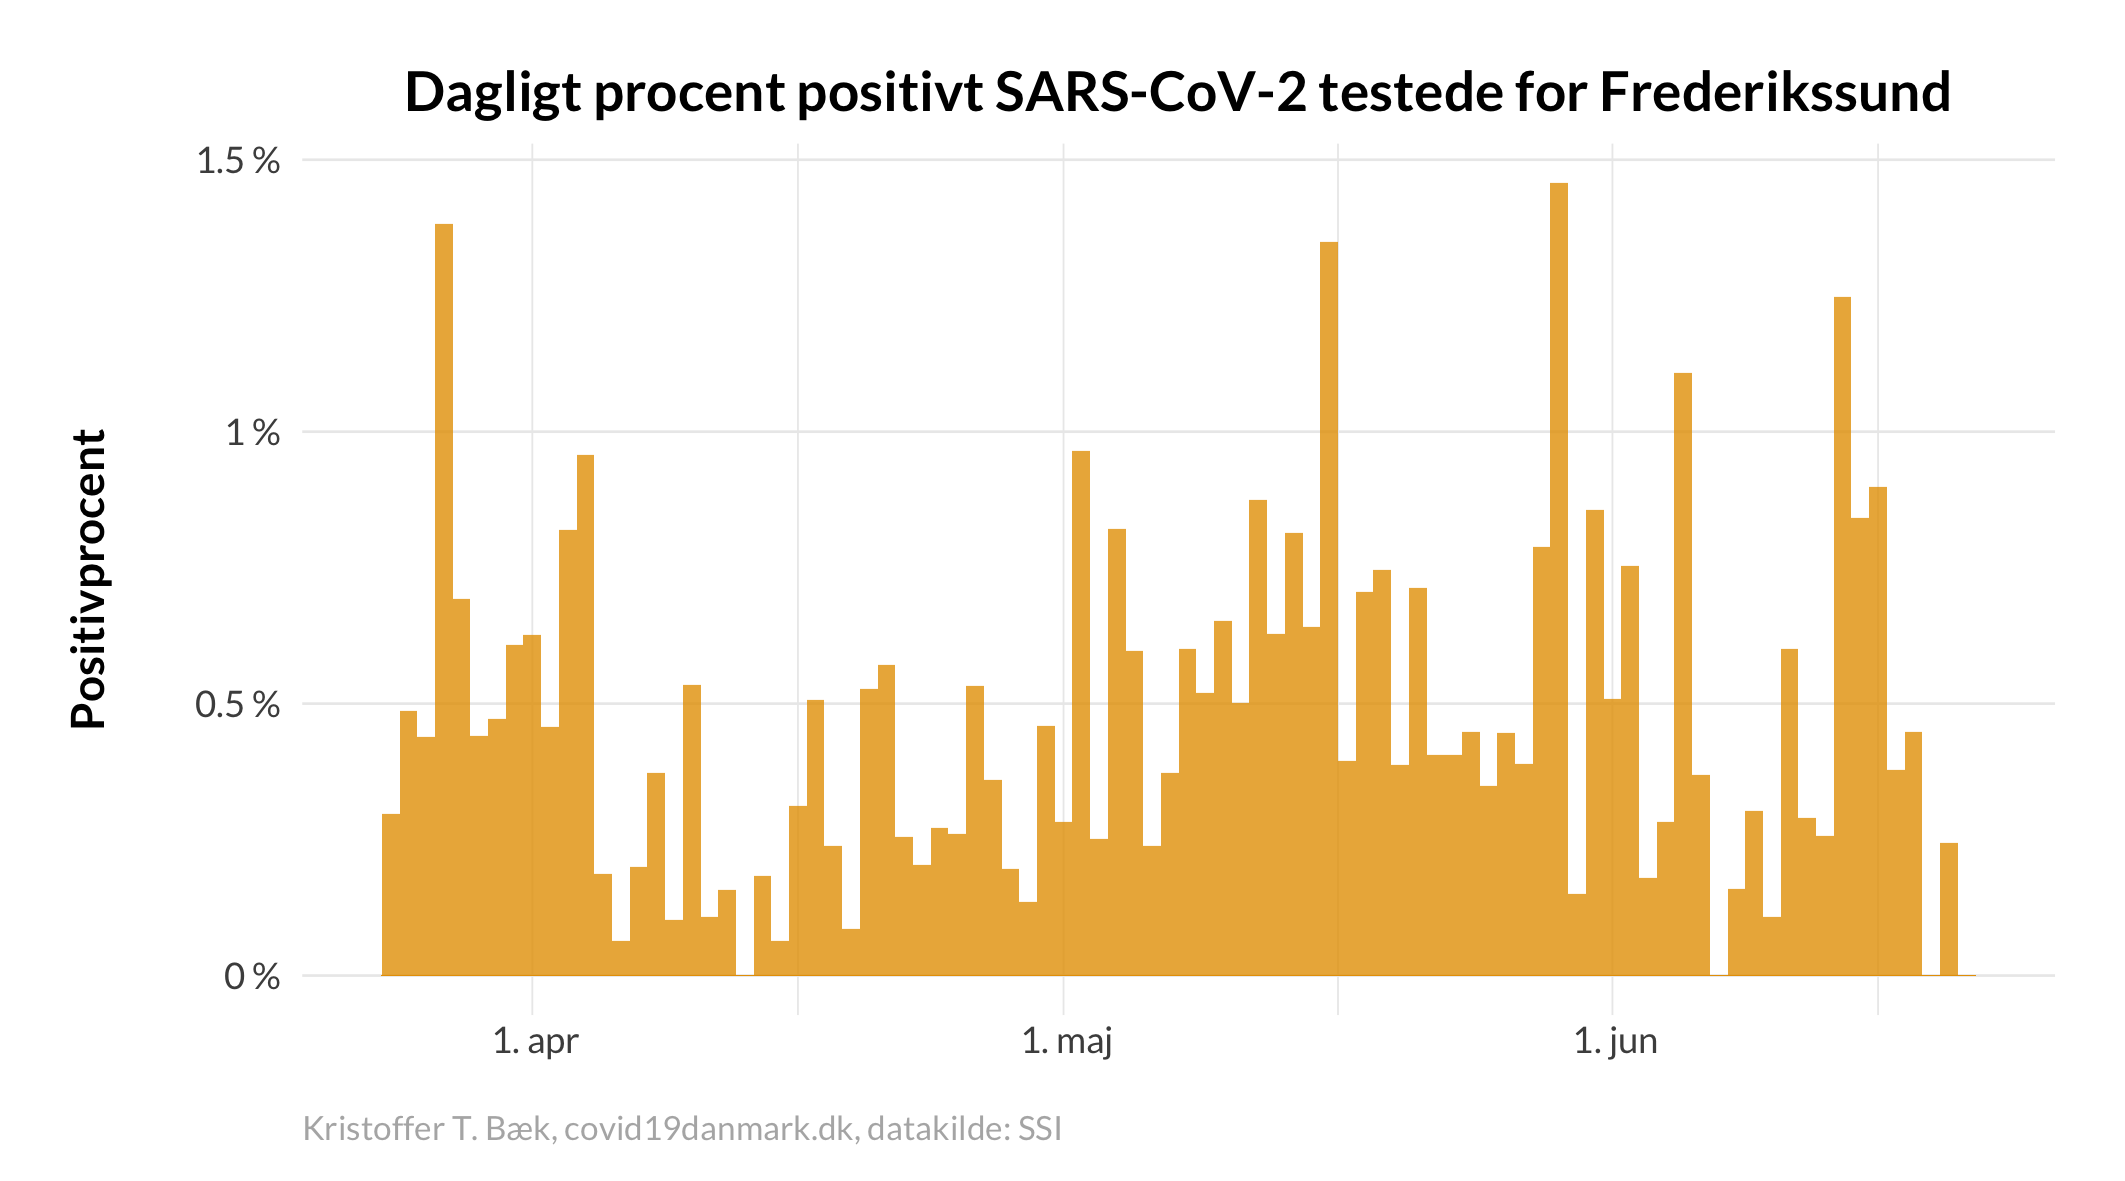 Dagligt procent positivt SARS-CoV-2 testede for Frederikssund
1.5 %
1 %
0.5 %
0 %
Positivprocent
1. apr
1. maj
1. jun
Kristoffer T. Bæk, covid19danmark.dk, datakilde: SSI